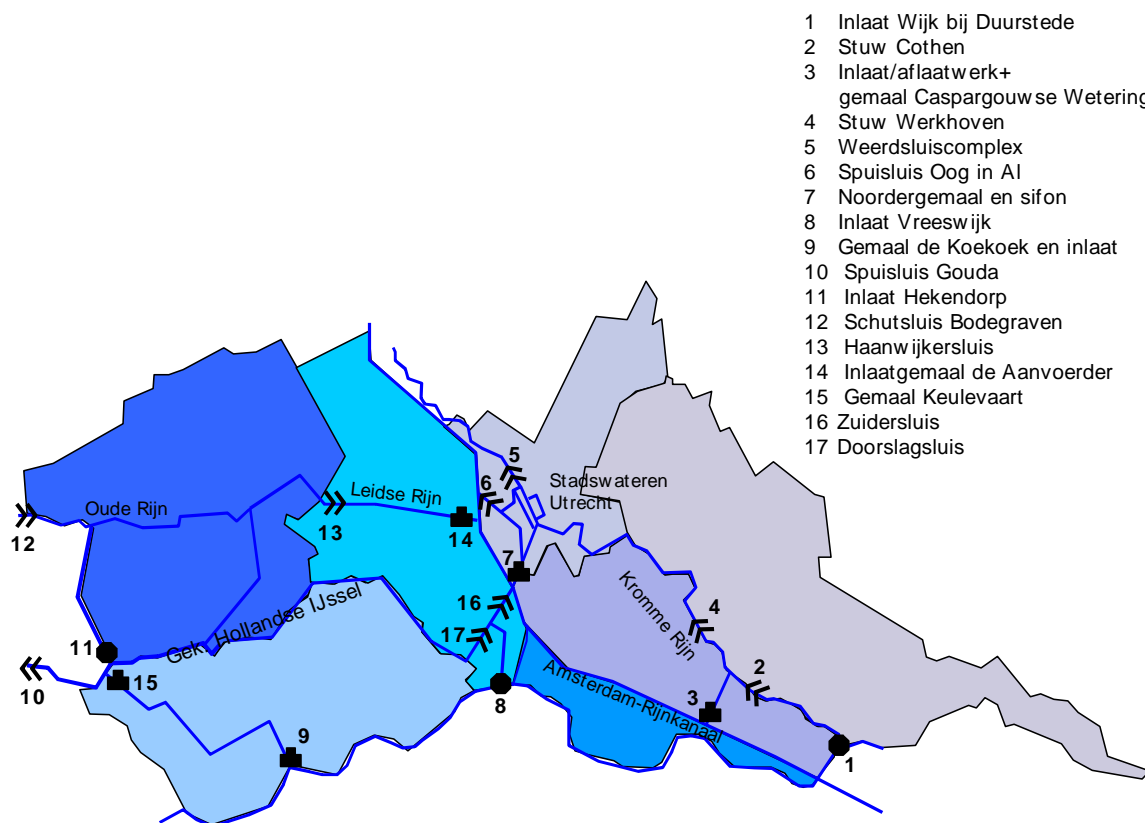 1 Inlaat Wijk bij Duurstede
2 Stuw Cothen
3 Inlaat/aflaatwerk+
gemaal Caspargouwse Wetering
4 Stuw Werkhoven
5 Weerdsluiscomplex
6 Spuisluis Oog in Al
7 Noordergemaal en sifon
8 Inlaat Vreeswijk
9 Gemaal de Koekoek en inlaat
10 Spuisluis Gouda
11 Inlaat Hekendorp
12 Schutsluis Bodegraven
13 Haanwijkersluis
14 Inlaatgemaal de Aanvoerder
15 Gemaal Keulevaart
16 Zuidersluis
17 Doorslagsluis
5
6
Stadswateren
Utrecht
Leidse Rijn
Oude Rijn
12
13
14
7
16
17
Kromme Rijn
4
Gek. Hollandse IJssel
11
10
15
8
Amsterdam-Rijnkanaal
2
3
9
1